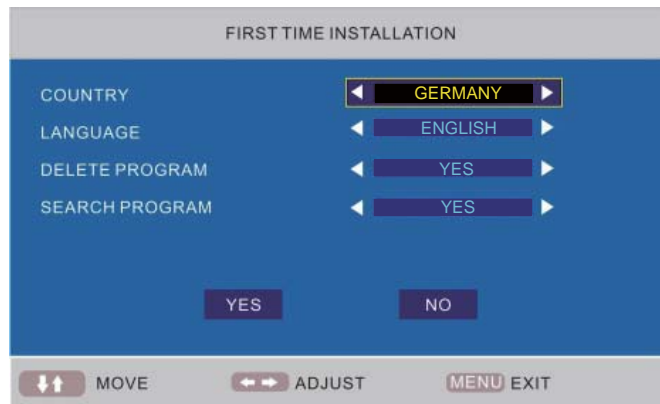 FIRST TIME INSTALLATION
COUNTRY GERMANY
LANGUAGE ENGLISH
DELETE PROGRAM YES
SEARCH PROGRAM YES
YES NO
MOVE ADJUST MENU EXIT